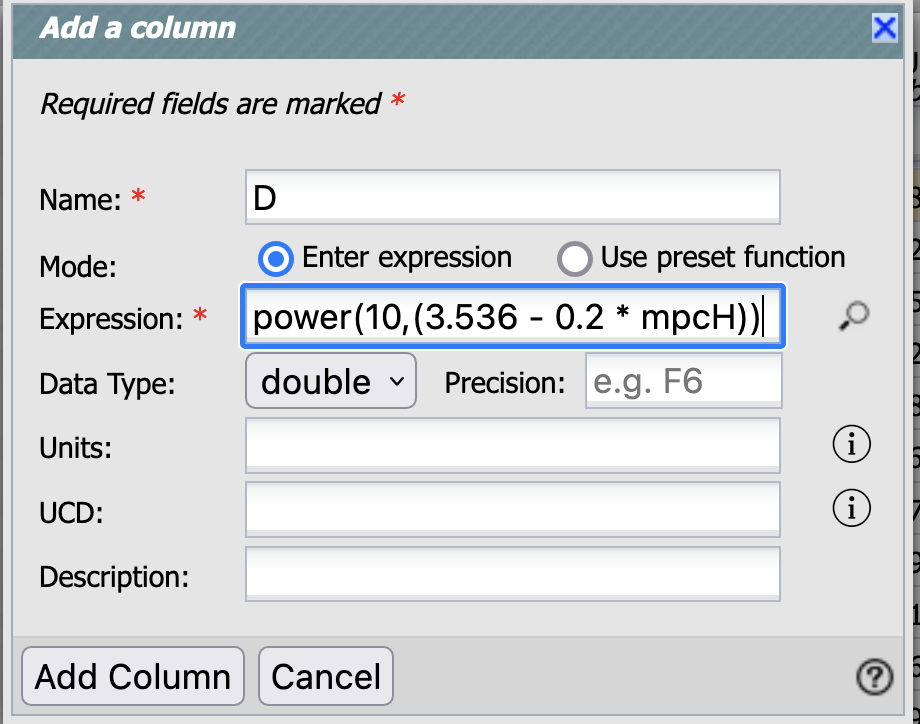 Add a column
Required fields are marked *
Name: * D
Mode: Enter expression Use preset function
Expression: * power(10,(3.536 - 0.2 * mpcH))
Data Type: double Precision: e.g. F6
Units:
UCD:
Description:
Add Column Cancel